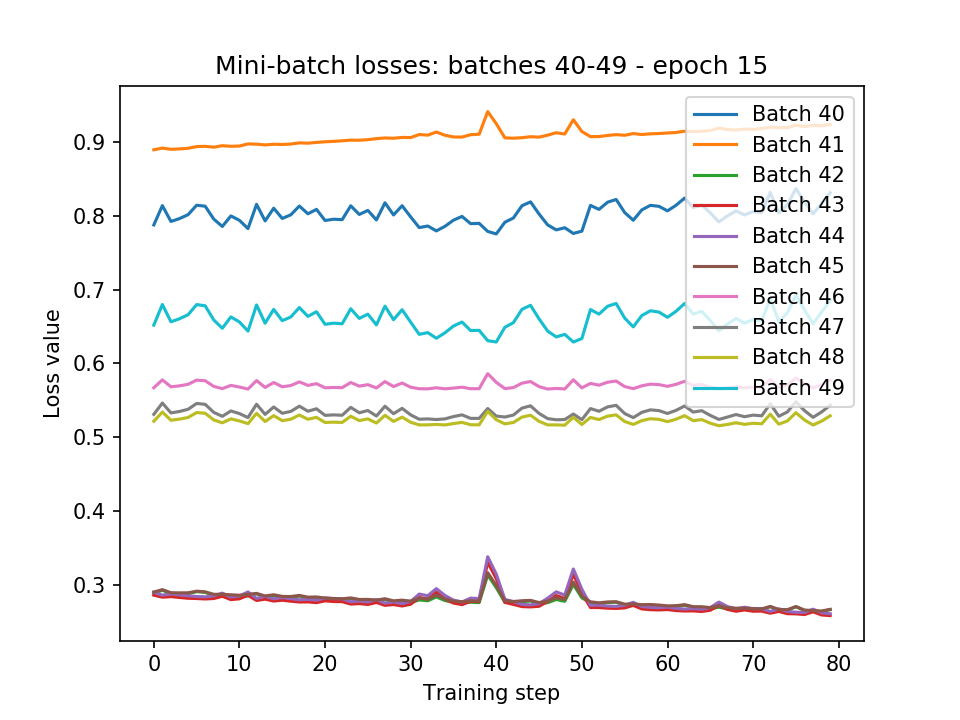 Mini-batch losses: batches 40-49 - epoch 15
Loss value
0.9
0.8
0.7
0.6
0.5
0.4
0.3
0 10 20 30 40 50 60 70 80
Training step
Batch 40
Batch 41
Batch 42
Batch 43
Batch 44
Batch 45
Batch 46
Batch 47
Batch 48
Batch 49